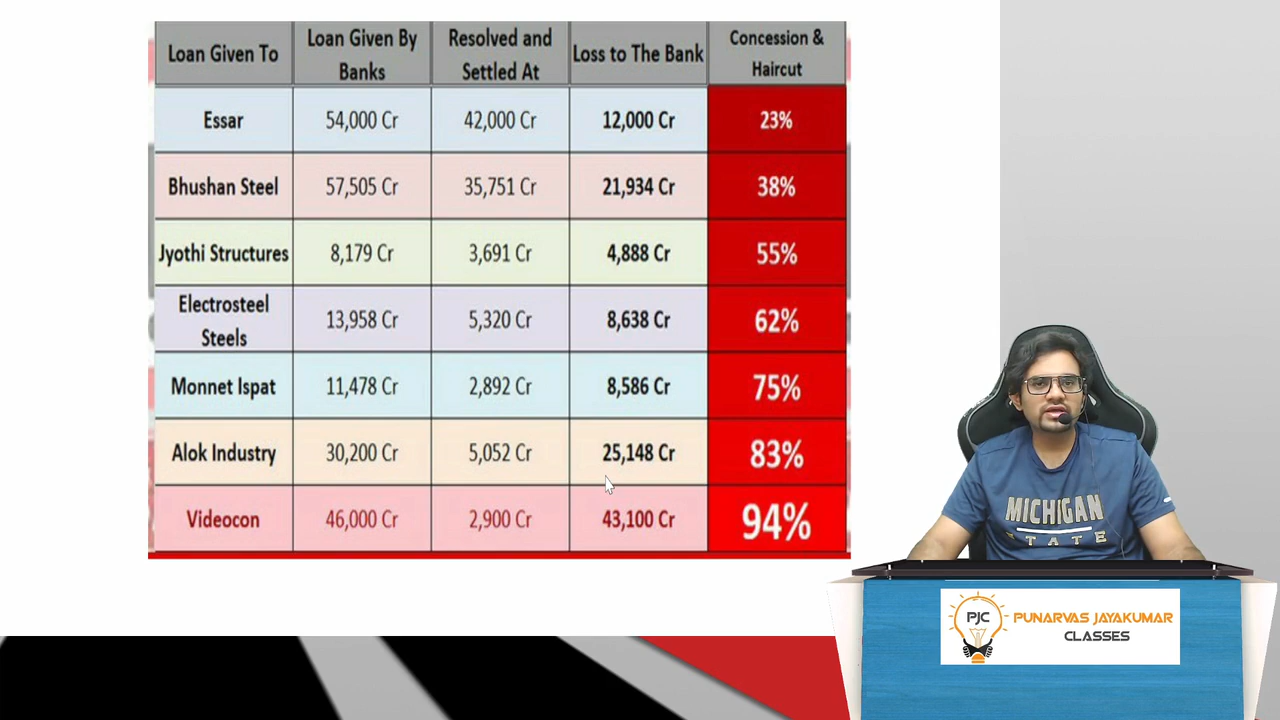 Loan Given To
Loan Given By
Banks
Resolved and
Settled At
Loss to The Bank
Concession &
Haircut
Essar
54,000 Cr
42,000 Cr
12,000 Cr
23%
Bhushan Steel
57,505 Cr
35,751 Cr
21,934 Cr
38%
Jyothi Structures
8,179 Cr
3,691 Cr
4,888 Cr
55%
Electrosteel
Steels
13,958 Cr
5,320 Cr
8,638 Cr
62%
Monnet Ispat
11,478 Cr
2,892 Cr
8,586 Cr
75%
Alok Industry
30,200 Cr
5,052 Cr
25,148 Cr
83%
Videocon
46,000 Cr
2,900 Cr
43,100 Cr
94%
MICHIGAN
STATE
PJC
PUNARVAS JAYAKUMAR
CLASSES